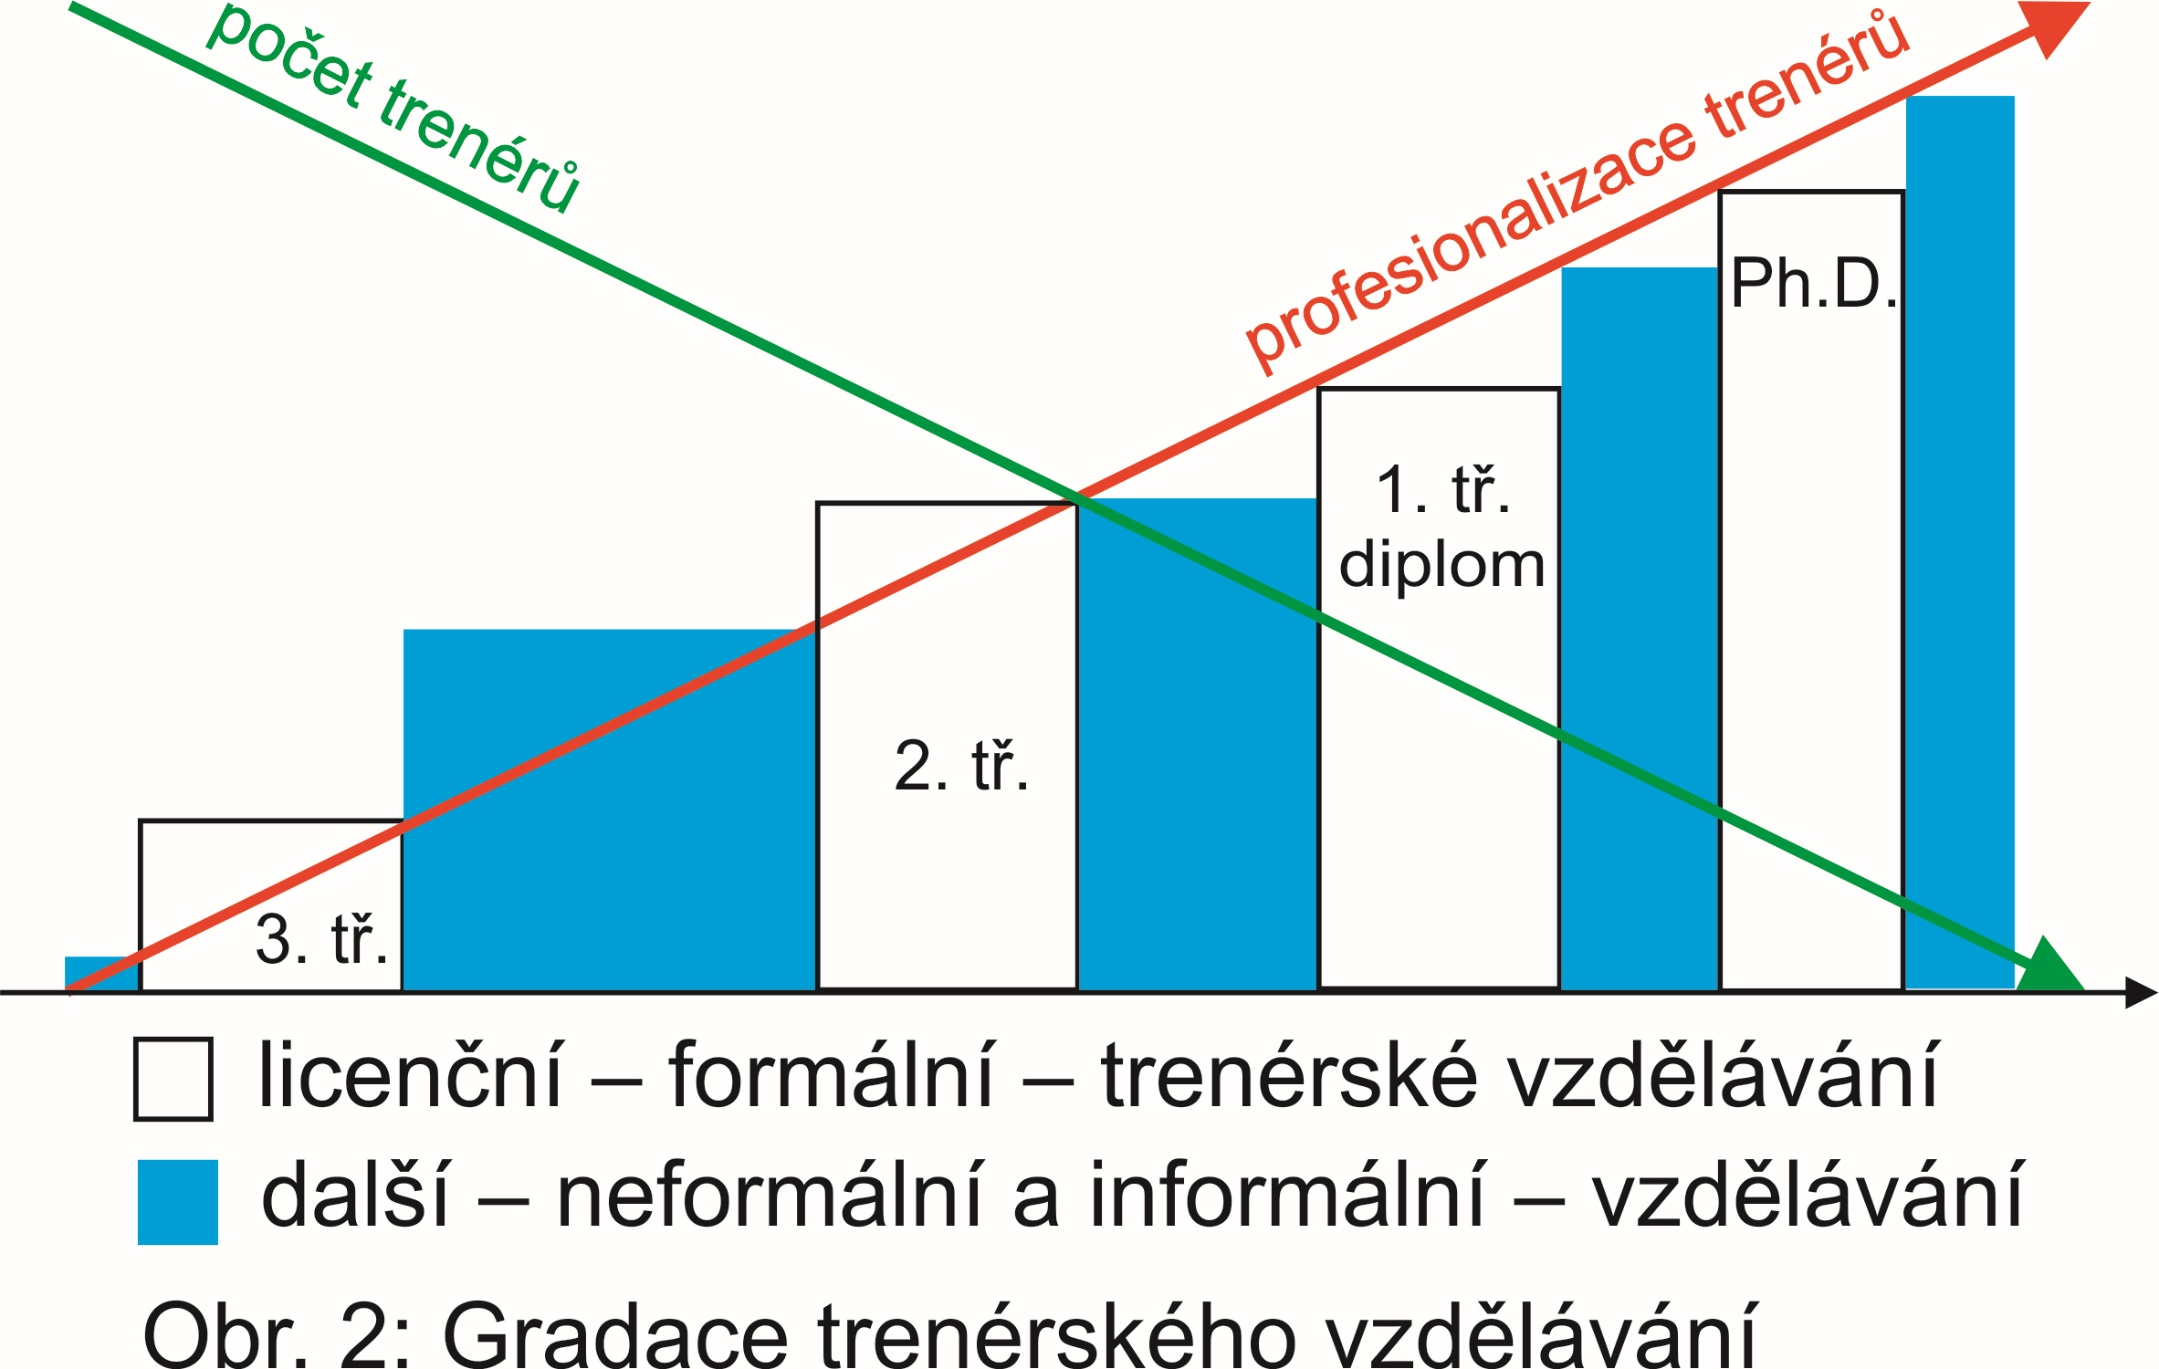 počet trenérů
profesionalizace trenérů
Ph.D.
1. tř.
diplom
2. tř.
3. tř.
licenční – formální – trenérské vzdělávání
další – neformální a informální – vzdělávání
Obr. 2: Gradace trenérského vzdělávání